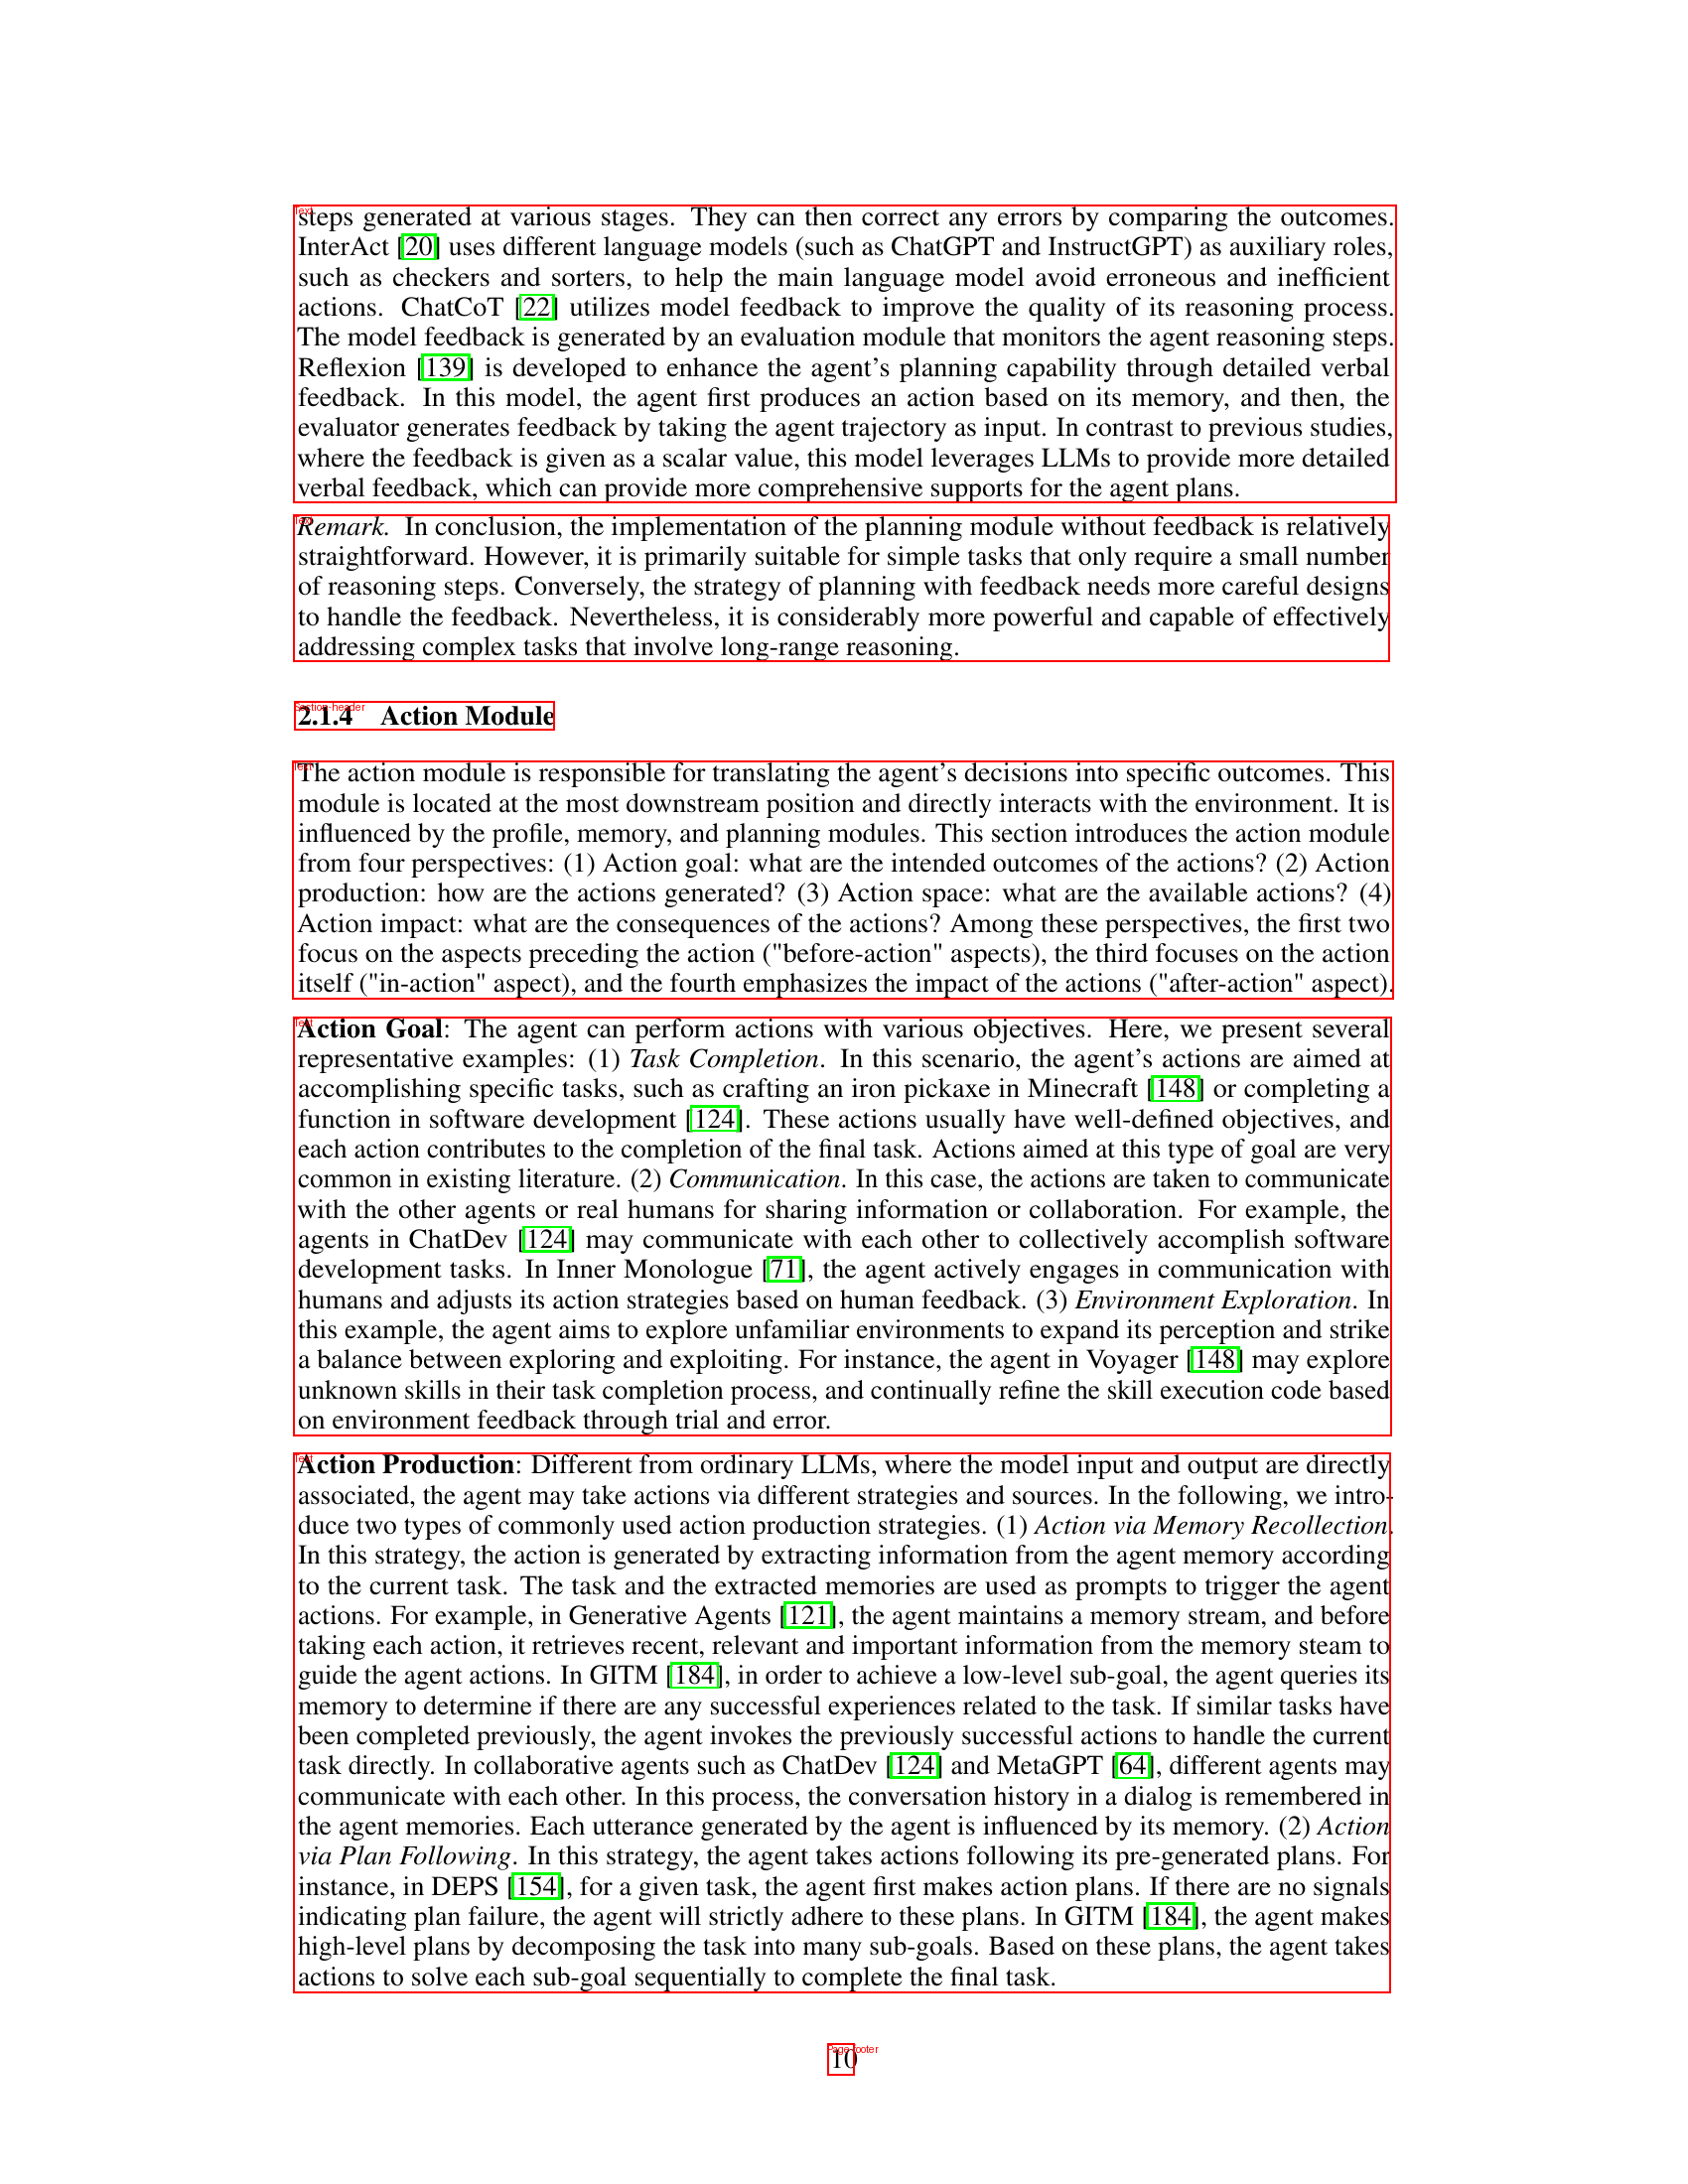 steps generated at various stages. They can then correct any errors by comparing the outcomes.
InterAct [20] uses different language models (such as ChatGPT and InstructGPT) as auxiliary roles,
such as checkers and sorters, to help the main language model avoid erroneous and inefficient
actions. ChatCoT [22] utilizes model feedback to improve the quality of its reasoning process.
The model feedback is generated by an evaluation module that monitors the agent reasoning steps.
Reflexion [139] is developed to enhance the agent's planning capability through detailed verbal
feedback. In this model, the agent first produces an action based on its memory, and then, the
evaluator generates feedback by taking the agent trajectory as input. In contrast to previous studies,
where the feedback is given as a scalar value, this model leverages LLMs to provide more detailed
verbal feedback, which can provide more comprehensive supports for the agent plans.
Text
Remark. In conclusion, the implementation of the planning module without feedback is relatively
straightforward. However, it is primarily suitable for simple tasks that only require a small number
of reasoning steps. Conversely, the strategy of planning with feedback needs more careful designs
to handle the feedback. Nevertheless, it is considerably more powerful and capable of effectively
addressing complex tasks that involve long-range reasoning.
Section-header
2.1.4 Action Module
Text
The action module is responsible for translating the agent's decisions into specific outcomes. This
module is located at the most downstream position and directly interacts with the environment. It is
influenced by the profile, memory, and planning modules. This section introduces the action module
from four perspectives: (1) Action goal: what are the intended outcomes of the actions? (2) Action
production: how are the actions generated? (3) Action space: what are the available actions? (4)
Action impact: what are the consequences of the actions? Among these perspectives, the first two
focus on the aspects preceding the action ("before-action" aspects), the third focuses on the action
itself ("in-action" aspect), and the fourth emphasizes the impact of the actions ("after-action" aspect).
Text
Action Goal: The agent can perform actions with various objectives. Here, we present several
representative examples: (1) Task Completion. In this scenario, the agent's actions are aimed at
accomplishing specific tasks, such as crafting an iron pickaxe in Minecraft [148] or completing a
function in software development [124]. These actions usually have well-defined objectives, and
each action contributes to the completion of the final task. Actions aimed at this type of goal are very
common in existing literature. (2) Communication. In this case, the actions are taken to communicate
with the other agents or real humans for sharing information or collaboration. For example, the
agents in ChatDev [124] may communicate with each other to collectively accomplish software
development tasks. In Inner Monologue [71], the agent actively engages in communication with
humans and adjusts its action strategies based on human feedback. (3) Environment Exploration. In
this example, the agent aims to explore unfamiliar environments to expand its perception and strike
a balance between exploring and exploiting. For instance, the agent in Voyager [148] may explore
unknown skills in their task completion process, and continually refine the skill execution code based
on environment feedback through trial and error.
Text
Action Production: Different from ordinary LLMs, where the model input and output are directly
associated, the agent may take actions via different strategies and sources. In the following, we intro-
duce two types of commonly used action production strategies. (1) Action via Memory Recollection.
In this strategy, the action is generated by extracting information from the agent memory according
to the current task. The task and the extracted memories are used as prompts to trigger the agent
actions. For example, in Generative Agents [121], the agent maintains a memory stream, and before
taking each action, it retrieves recent, relevant and important information from the memory steam to
guide the agent actions. In GITM [184], in order to achieve a low-level sub-goal, the agent queries its
memory to determine if there are any successful experiences related to the task. If similar tasks have
been completed previously, the agent invokes the previously successful actions to handle the current
task directly. In collaborative agents such as ChatDev [124] and MetaGPT [64], different agents may
communicate with each other. In this process, the conversation history in a dialog is remembered in
the agent memories. Each utterance generated by the agent is influenced by its memory. (2) Action
via Plan Following. In this strategy, the agent takes actions following its pre-generated plans. For
instance, in DEPS [154], for a given task, the agent first makes action plans. If there are no signals
indicating plan failure, the agent will strictly adhere to these plans. In GITM [184], the agent makes
high-level plans by decomposing the task into many sub-goals. Based on these plans, the agent takes
actions to solve each sub-goal sequentially to complete the final task.
Page-footer
10